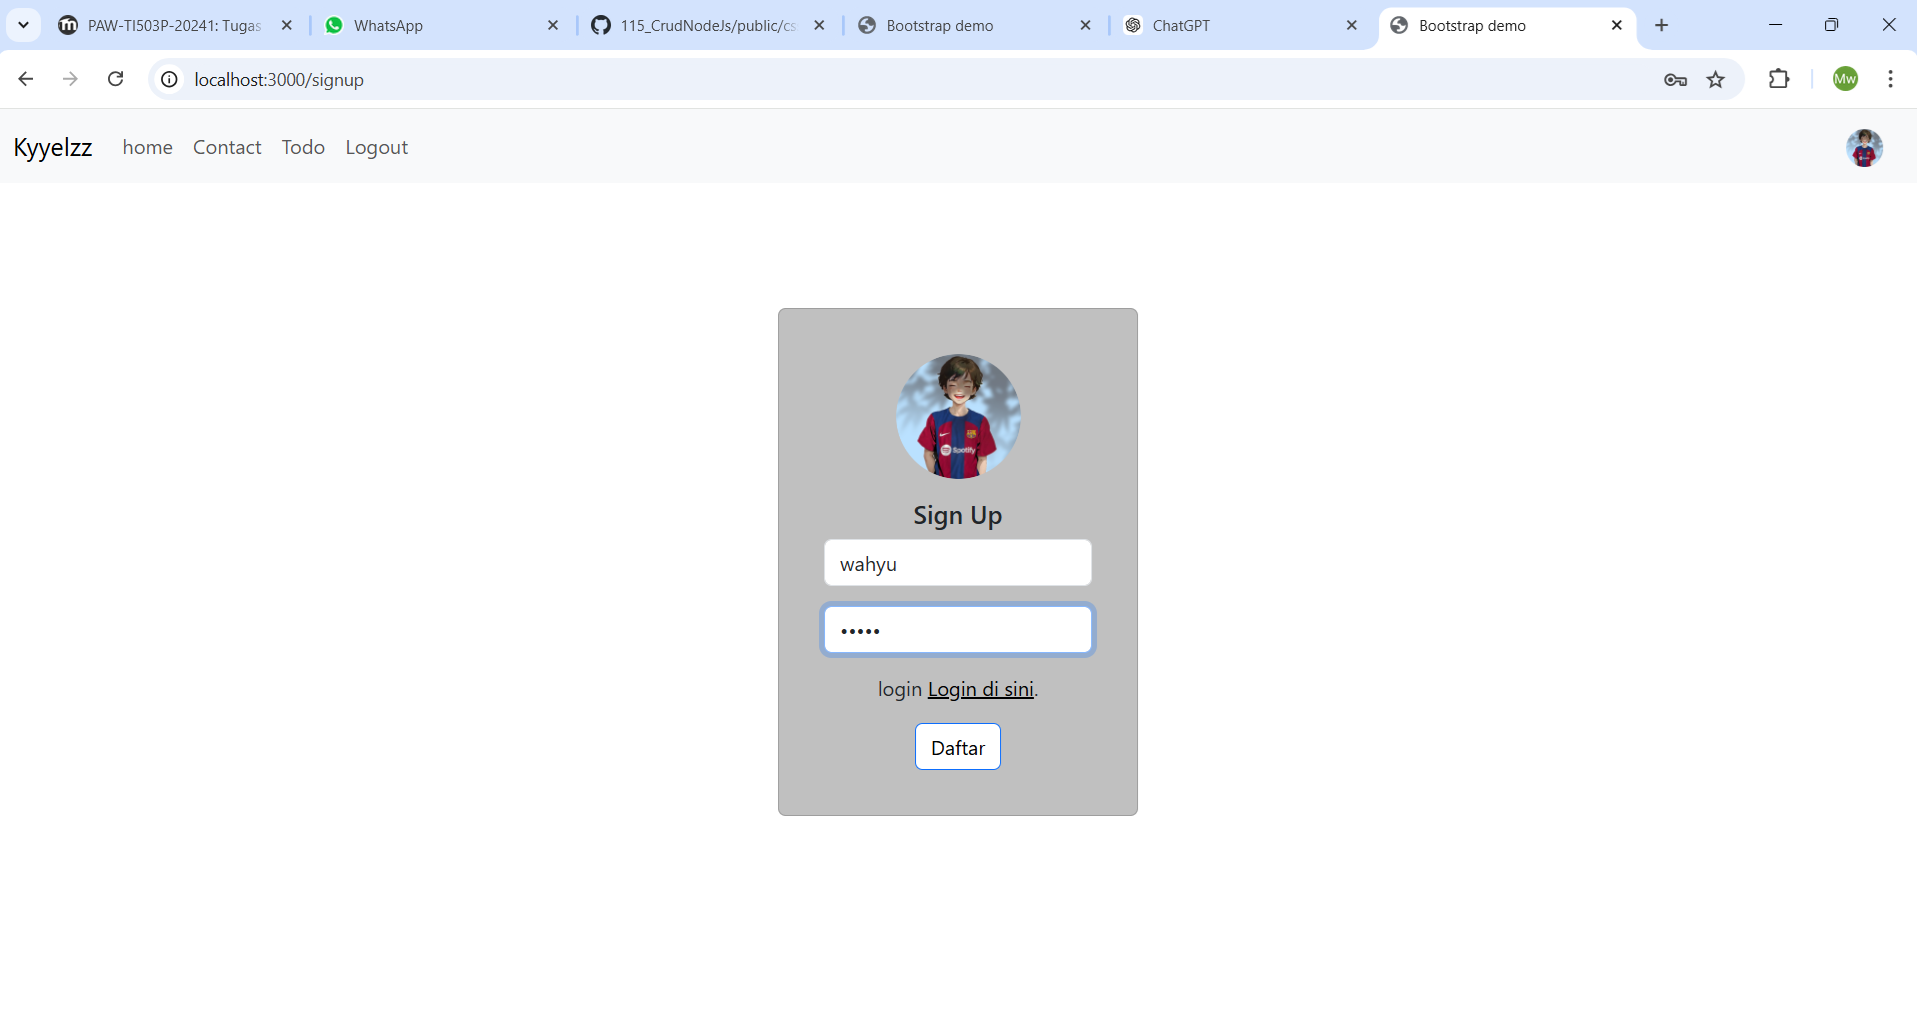 PAW-TI503P-20241: Tugas
WhatsApp
115_CrudNodeJs/public/cs
Bootstrap demo
ChatGPT
Bootstrap demo
localhost:3000/signup
Mw
Kyyelzz home Contact Todo Logout
Spotify
Sign Up
wahyu
•••••
login Login di sini.
Daftar